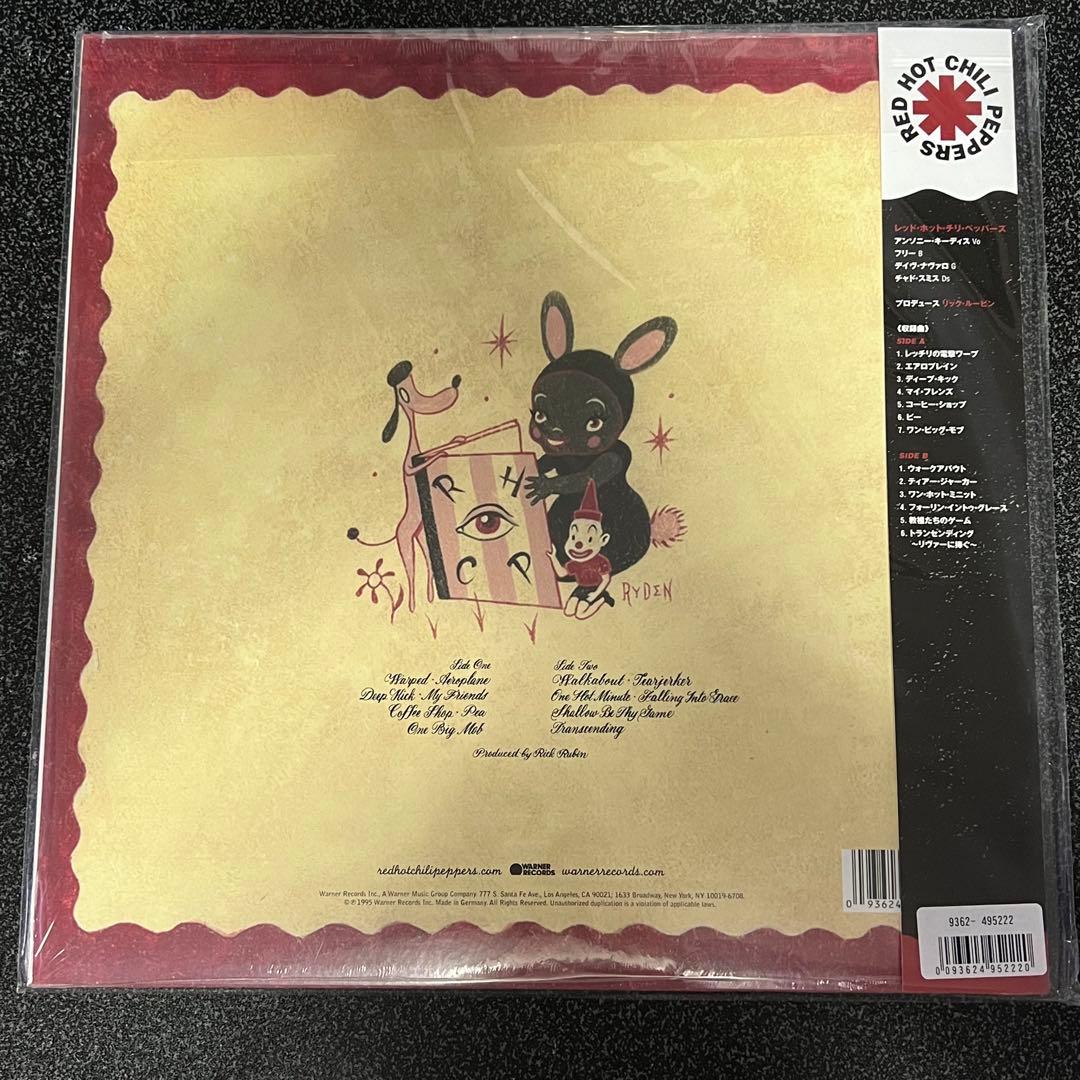 RED HOT CHILI PEPPERS
レッド・ホット・チリ・ペッパーズ
アンソニー・キーディス Vo
フリー B
デイヴ・ナヴァロ G
チャド・スミス Ds
プロデュース リック・ルービン
《収録曲》
SIDE A
1. レッチリの電撃ワープ
2. エアロプレイン
3. ディープ・キック
4. マイ・フレンズ
5. コーヒー・ショップ
6. ピー
7. ワン・ビッグ・モブ
SIDE B
1. ウォークアバウト
2. ティアー・ジャーカー
3. ワン・ホット・ミニット
4. フォーリン・イントゥ・グレース
5. 教祖たちのゲーム
6. トランセンディング
〜リヴァーに捧ぐ〜
R H
C P
RYDEN
Side One
Warped · Aeroplane
Deep Kick · My Friends
Coffee Shop · Pea
One Big Mob
Side Two
Walkabout · Tearjerker
One Hot Minute · Falling Into Grace
Shallow Be Thy Game
Transcending
Produced by Rick Rubin
redhotchilipeppers.com WARNER RECORDS warnerrecords.com
Warner Records Inc., A Warner Music Group Company. 777 S. Santa Fe Ave., Los Angeles, CA 90021; 1633 Broadway, New York, NY 10019-6708.
© ℗ 1995 Warner Records Inc. Made in Germany. All Rights Reserved. Unauthorized duplication is a violation of applicable laws.
0 93624
9362- 495222
0 093624 952220